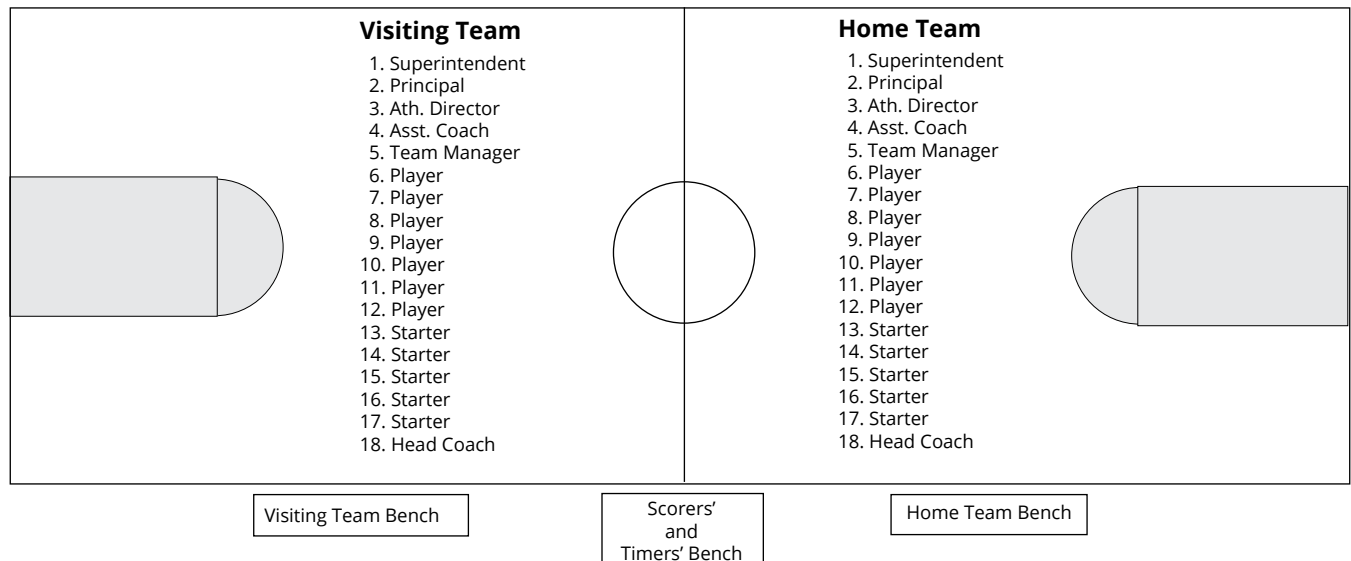 Visiting Team
1. Superintendent
2. Principal
3. Ath. Director
4. Asst. Coach
5. Team Manager
6. Player
7. Player
8. Player
9. Player
10. Player
11. Player
12. Player
13. Starter
14. Starter
15. Starter
16. Starter
17. Starter
18. Head Coach
Home Team
1. Superintendent
2. Principal
3. Ath. Director
4. Asst. Coach
5. Team Manager
6. Player
7. Player
8. Player
9. Player
10. Player
11. Player
12. Player
13. Starter
14. Starter
15. Starter
16. Starter
17. Starter
18. Head Coach
Visiting Team Bench
Scorers'
and
Timers' Bench
Home Team Bench